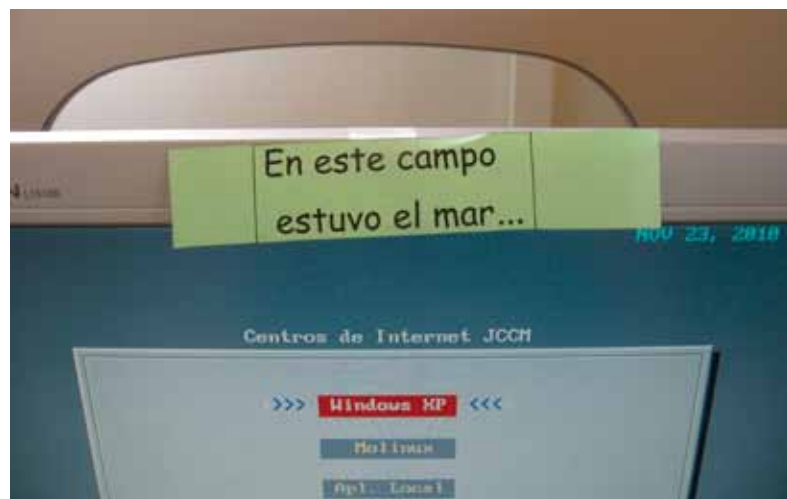 En este campo
estuvo el mar...
NOV 23, 2010
Centros de Internet JCCM
>>> Windows XP <<<
Molinux
Apl. Local